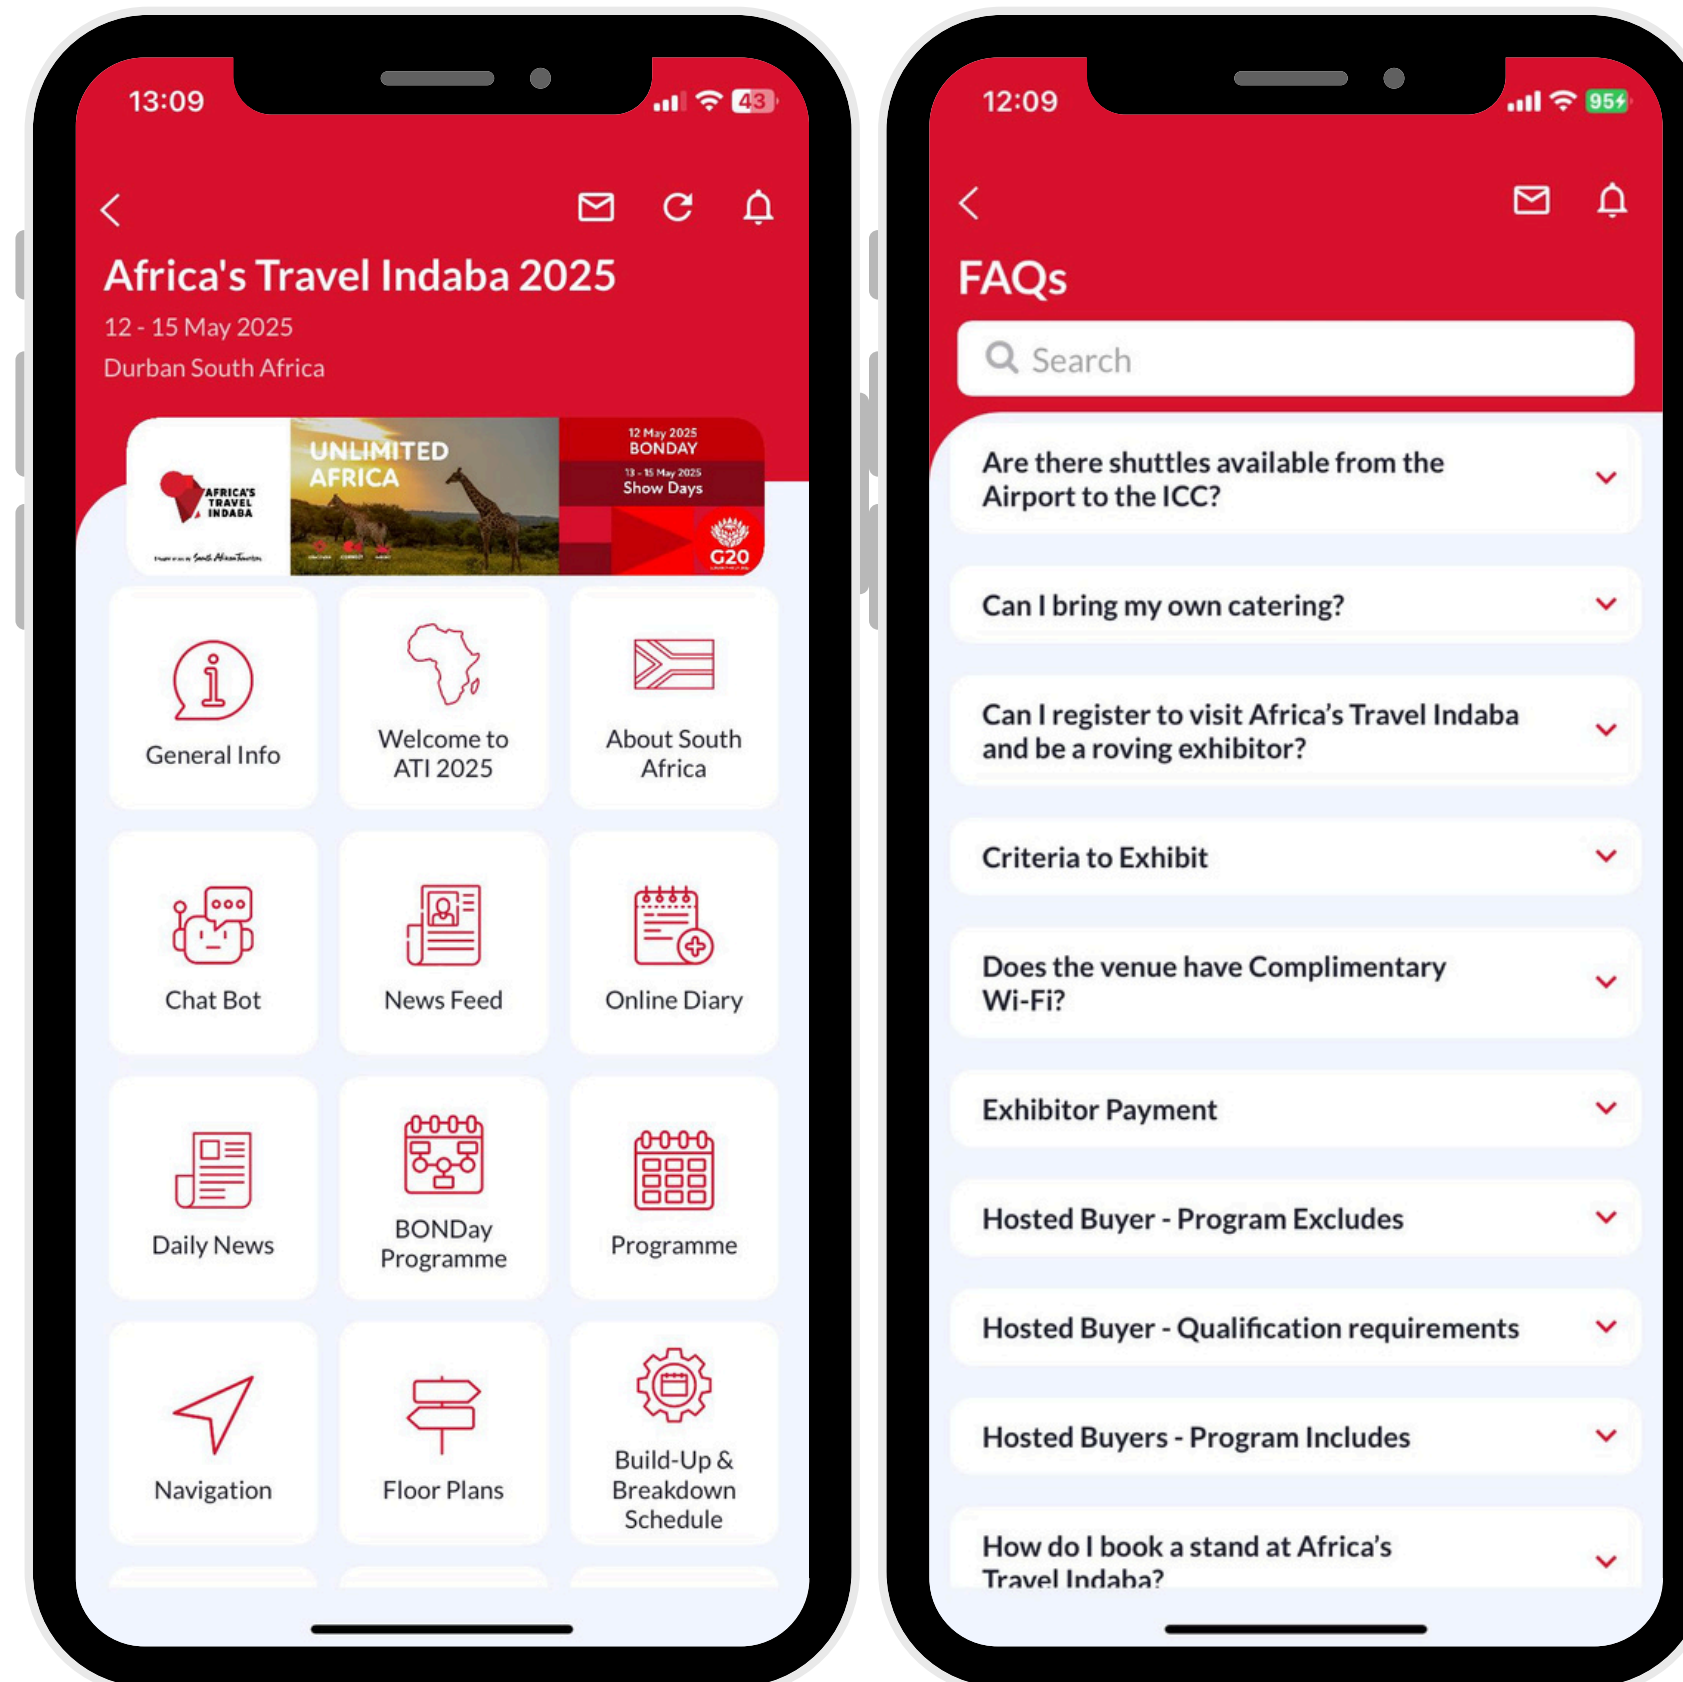 13:09
43
Africa's Travel Indaba 2025
12 - 15 May 2025
Durban South Africa
AFRICA'S
TRAVEL
INDABA
South African Tourism
UNLIMITED
AFRICA
12 May 2025
BONDAY
13 - 15 May 2025
Show Days
G20
General Info
Welcome to
ATI 2025
About South
Africa
Chat Bot
News Feed
Online Diary
Daily News
BONDay
Programme
Programme
Navigation
Floor Plans
Build-Up &
Breakdown
Schedule
12:09
95
FAQs
Search
Are there shuttles available from the
Airport to the ICC?
Can I bring my own catering?
Can I register to visit Africa’s Travel Indaba
and be a roving exhibitor?
Criteria to Exhibit
Does the venue have Complimentary
Wi-Fi?
Exhibitor Payment
Hosted Buyer - Program Excludes
Hosted Buyer - Qualification requirements
Hosted Buyers - Program Includes
How do I book a stand at Africa’s
Travel Indaba?